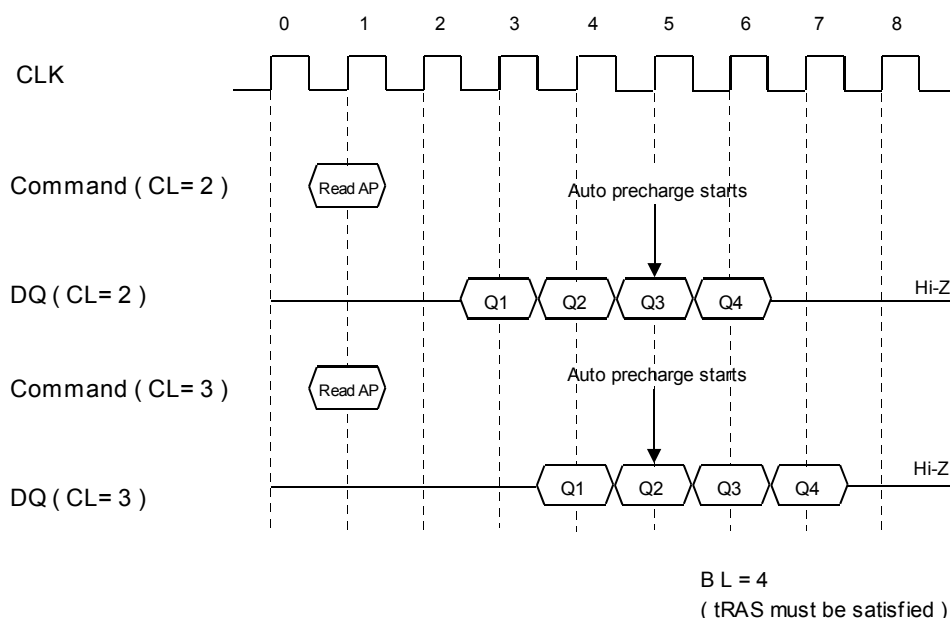 0 1 2 3 4 5 6 7 8
CLK
Command ( CL= 2 ) Read AP
Auto precharge starts
DQ ( CL= 2 ) Q1 Q2 Q3 Q4 Hi-Z
Command ( CL= 3 ) Read AP
Auto precharge starts
DQ ( CL= 3 ) Q1 Q2 Q3 Q4 Hi-Z
B L = 4
( tRAS must be satisfied )